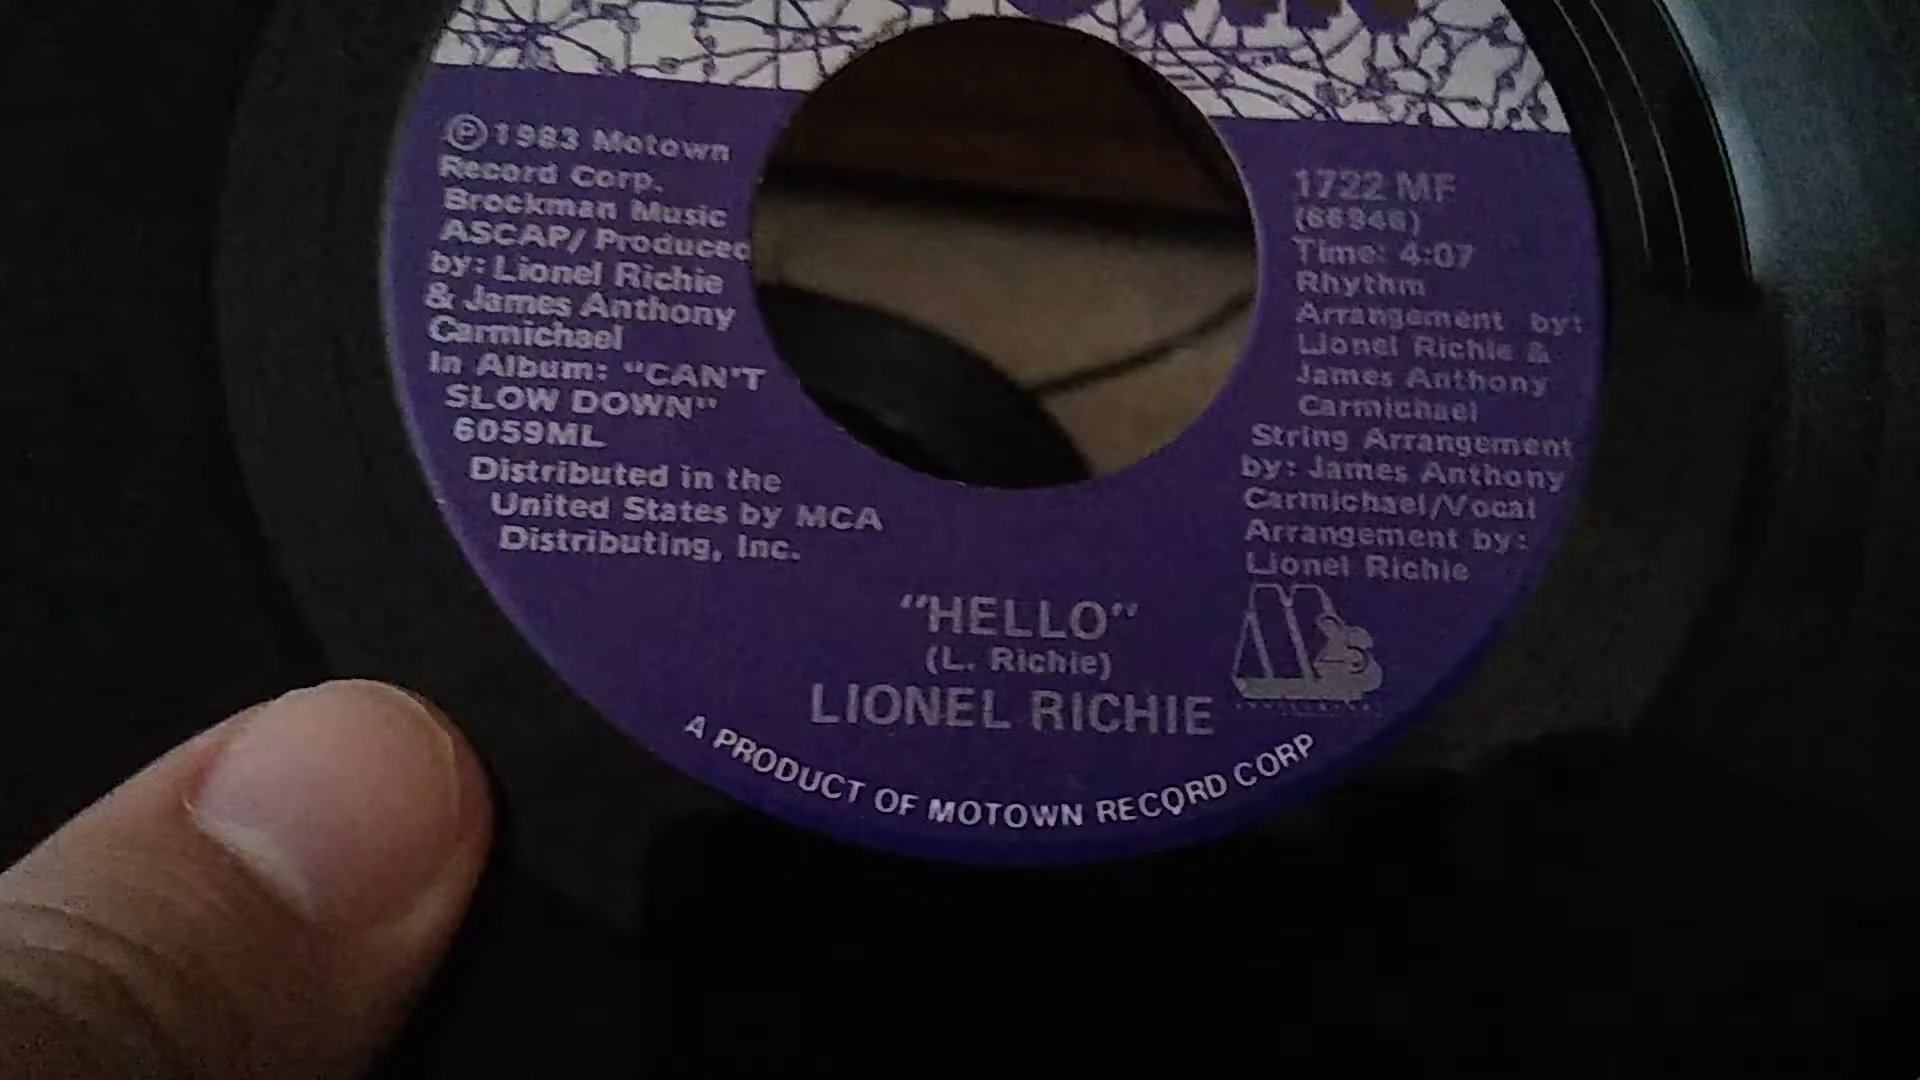 Ⓟ1983 Motown
Record Corp.
Brockman Music
ASCAP/ Produced
by: Lionel Richie
& James Anthony
Carmichael
In Album: "CAN'T
SLOW DOWN"
6059ML
Distributed in the
United States by MCA
Distributing, Inc.
1722 MF
(66946)
Time: 4:07
Rhythm
Arrangement by:
Lionel Richie &
James Anthony
Carmichael
String Arrangement
by: James Anthony
Carmichael/Vocal
Arrangement by:
Lionel Richie
"HELLO"
(L. Richie)
LIONEL RICHIE
A PRODUCT OF MOTOWN RECORD CORP